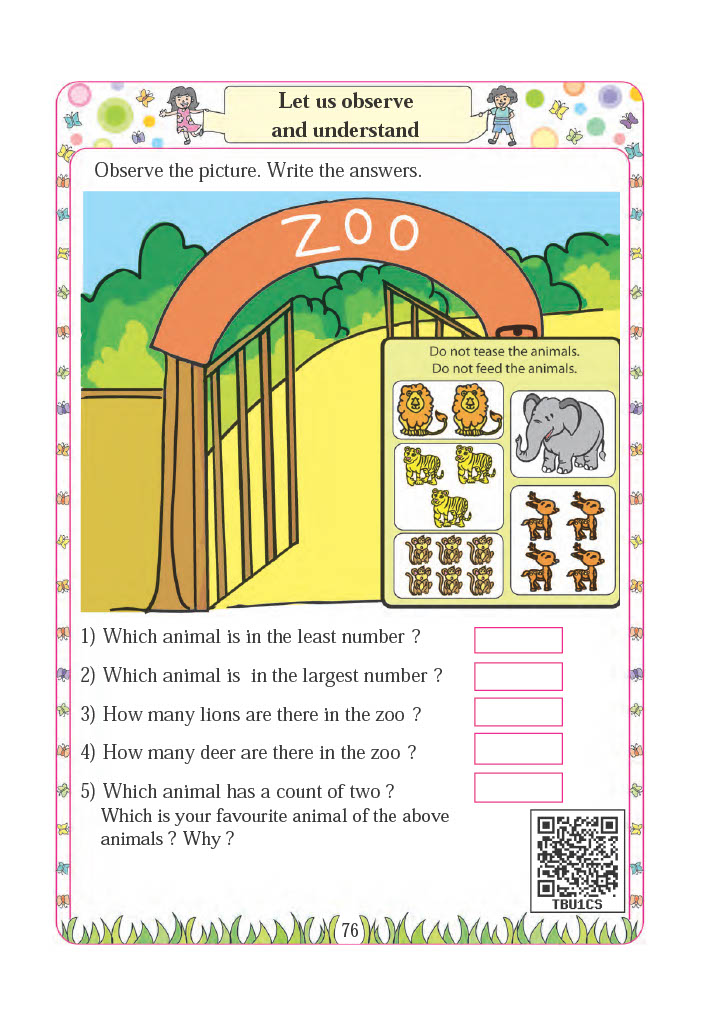 Let us observe
and understand
Observe the picture. Write the answers.
ZOO
Do not tease the animals.
Do not feed the animals.
1) Which animal is in the least number ?
2) Which animal is in the largest number ?
3) How many lions are there in the zoo ?
4) How many deer are there in the zoo ?
5) Which animal has a count of two ?
Which is your favourite animal of the above
animals ? Why ?
TBU1CS
76